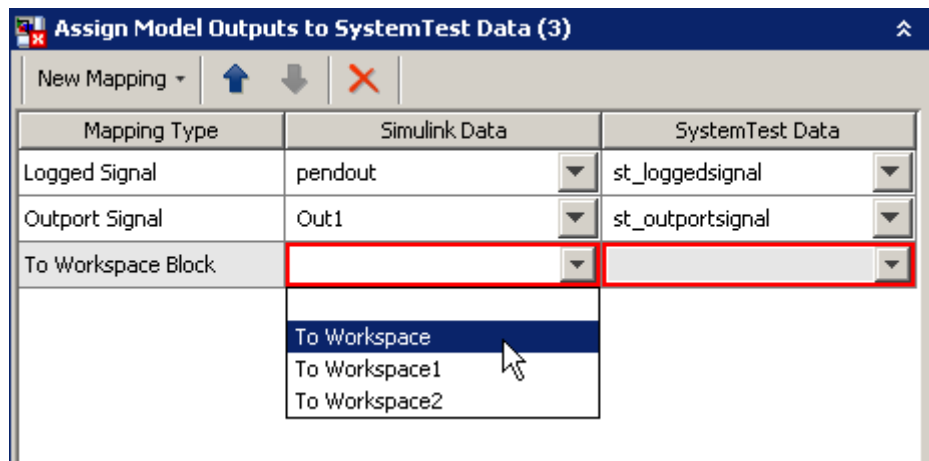 Assign Model Outputs to SystemTest Data (3)
New Mapping
Mapping Type Simulink Data SystemTest Data
Logged Signal pendout st_loggedsignal
Outport Signal Out1 st_outportsignal
To Workspace Block
To Workspace
To Workspace1
To Workspace2